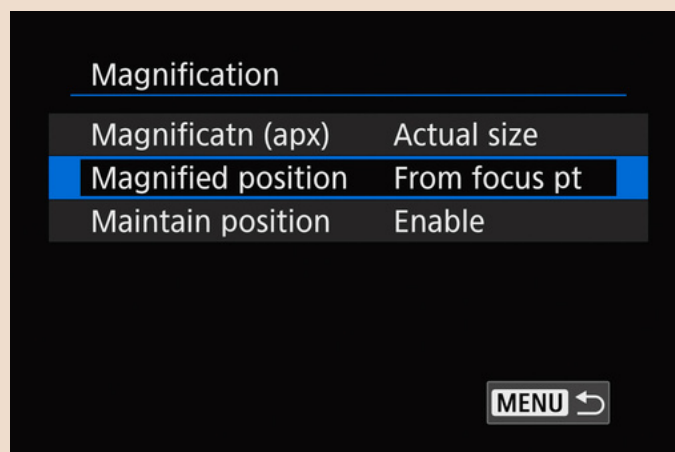 Magnification
Magnificatn (apx) Actual size
Magnified position From focus pt
Maintain position Enable
MENU